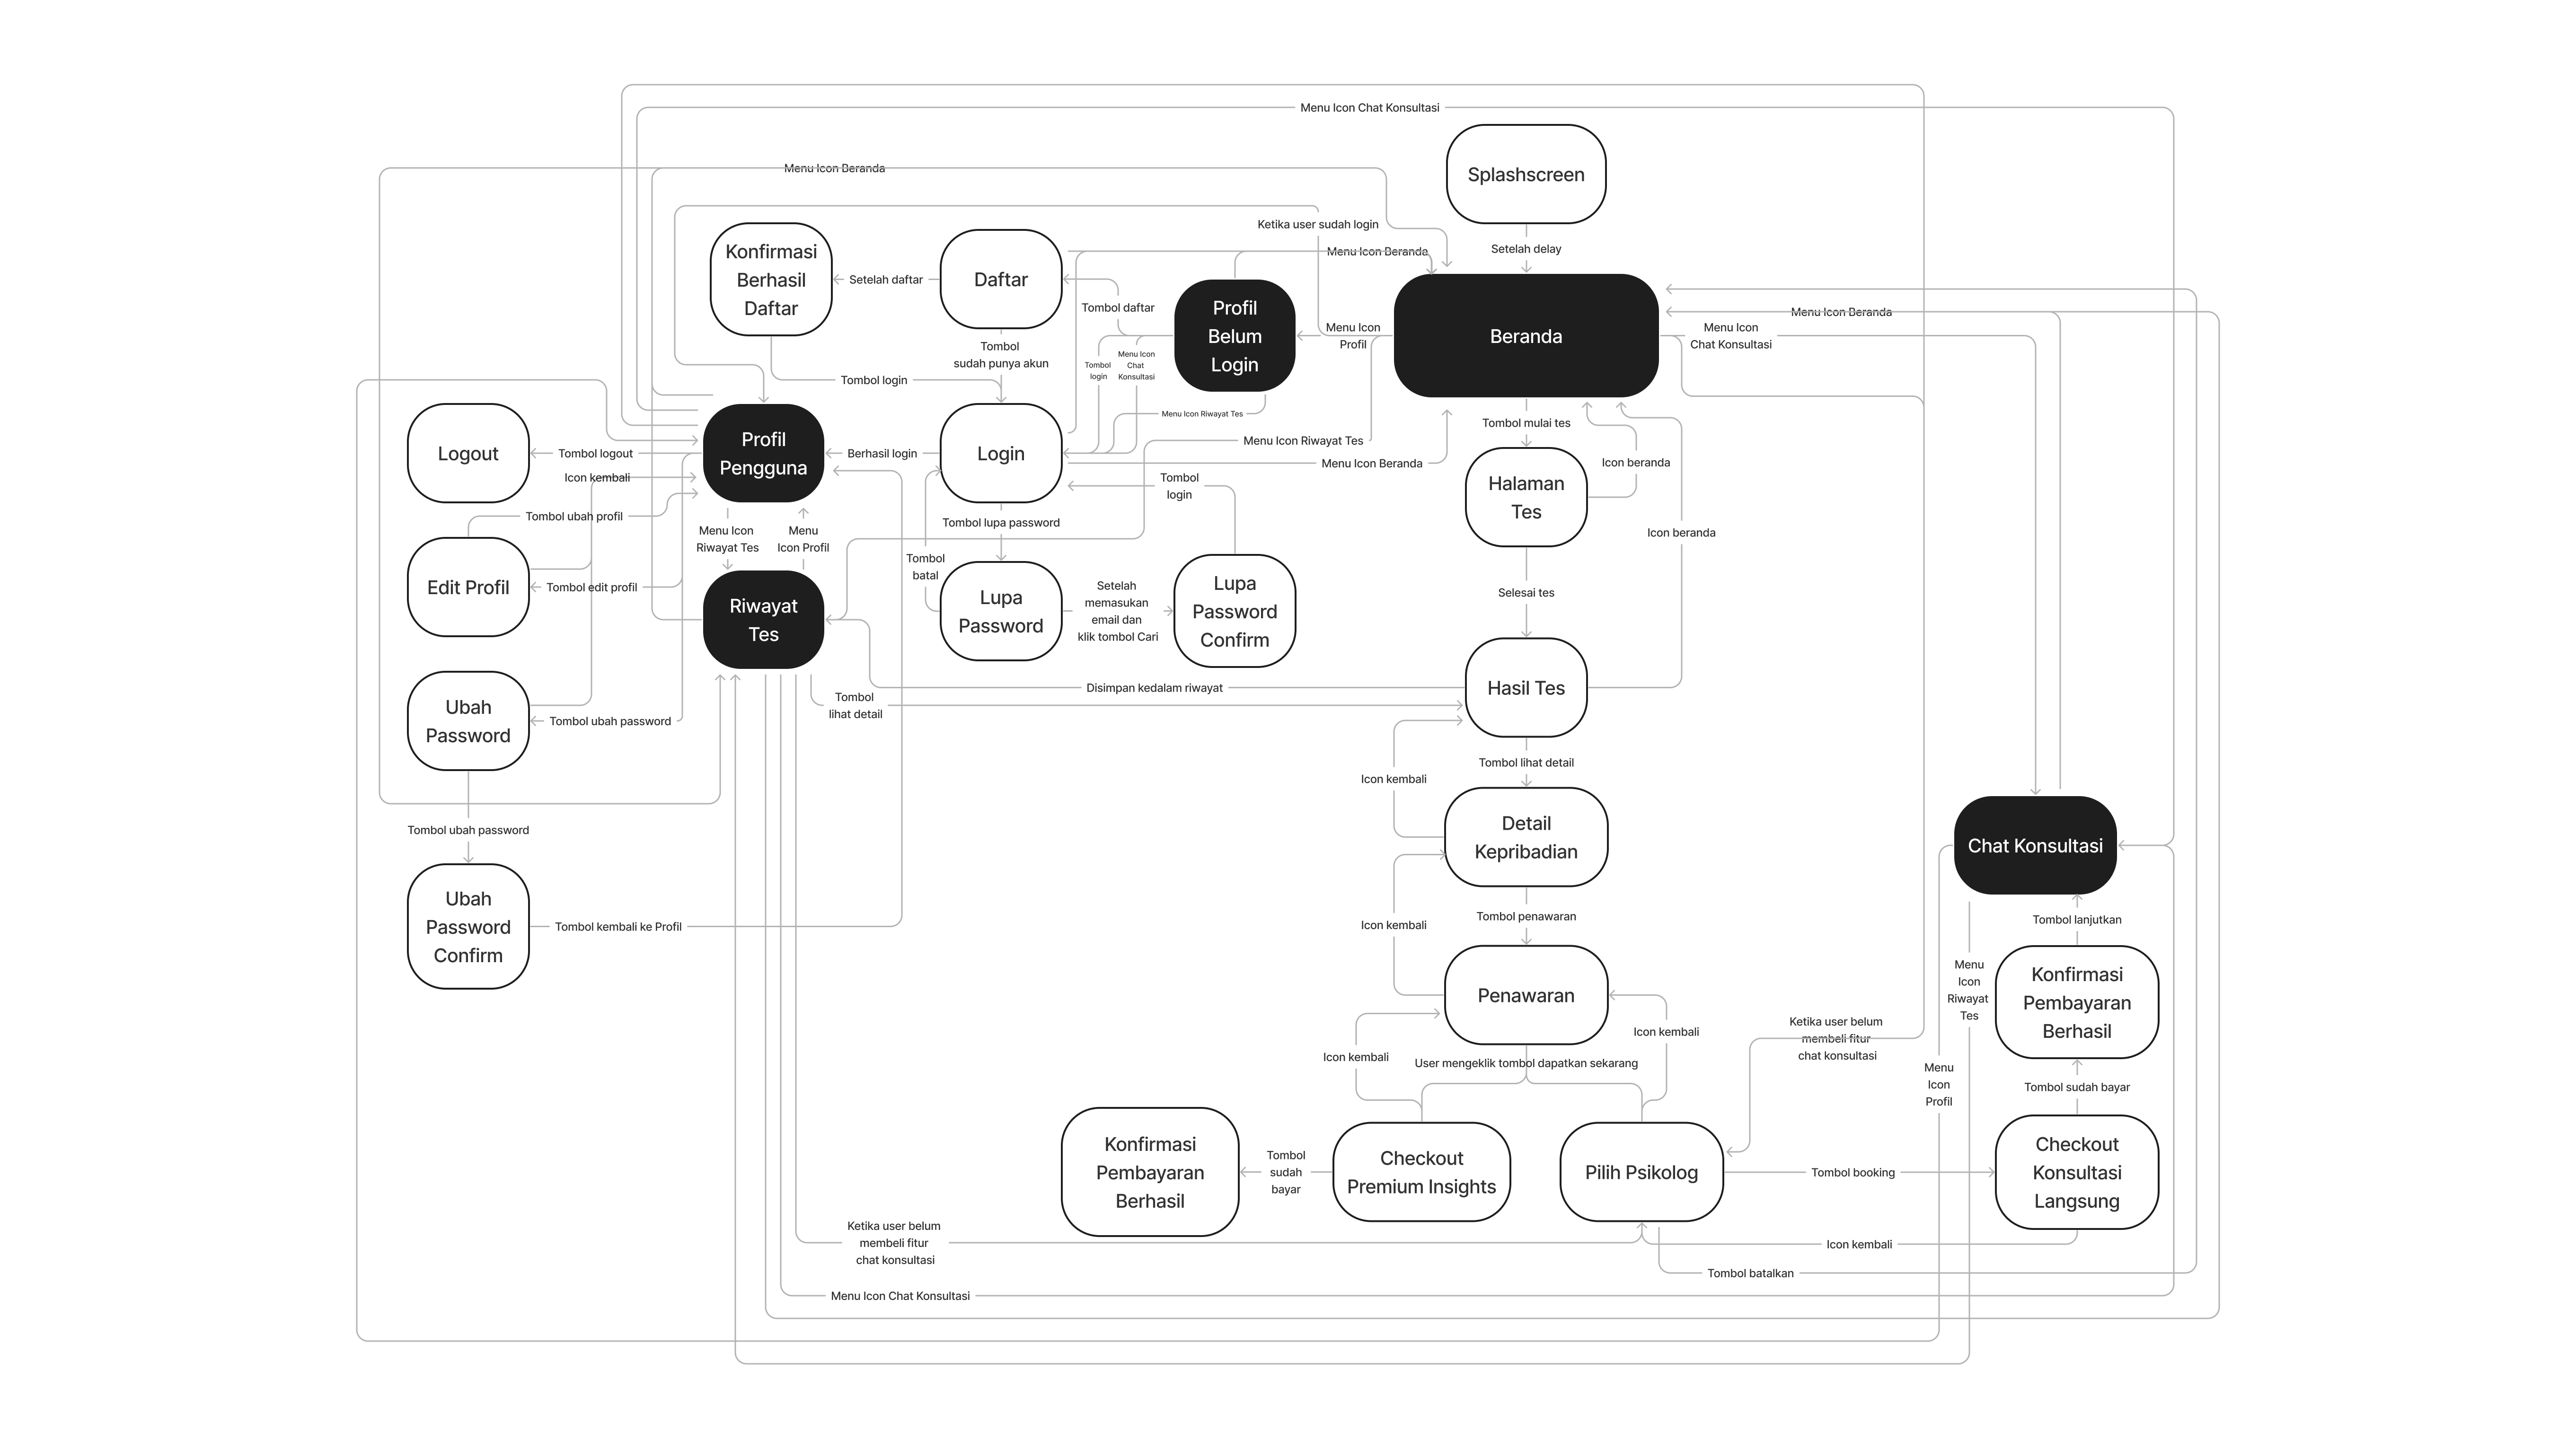 Menu Icon Chat Konsultasi
Menu Icon Beranda
Splashscreen
Ketika user sudah login
Setelah delay
Menu Icon Beranda
Konfirmasi
Berhasil
Daftar
Setelah daftar
Daftar
Tombol daftar
Profil
Belum
Login
Menu Icon
Profil
Beranda
Menu Icon Beranda
Menu Icon
Chat Konsultasi
Tombol
sudah punya akun
Tombol
login
Menu Icon
Chat
Konsultasi
Tombol login
Menu Icon Riwayat Tes
Tombol mulai tes
Logout
Tombol logout
Icon kembali
Profil
Pengguna
Berhasil login
Login
Menu Icon Riwayat Tes
Menu Icon Beranda
Tombol
login
Halaman
Tes
Icon beranda
Icon beranda
Tombol ubah profil
Menu Icon
Riwayat Tes
Menu
Icon Profil
Tombol lupa password
Edit Profil
Tombol edit profil
Riwayat
Tes
Tombol
batal
Lupa
Password
Setelah
memasukan
email dan
klik tombol Cari
Lupa
Password
Confirm
Selesai tes
Ubah
Password
Tombol ubah password
Tombol
lihat detail
Disimpan kedalam riwayat
Hasil Tes
Icon kembali
Tombol lihat detail
Tombol ubah password
Detail
Kepribadian
Chat Konsultasi
Ubah
Password
Confirm
Tombol kembali ke Profil
Icon kembali
Tombol penawaran
Tombol lanjutkan
Penawaran
Menu
Icon
Riwayat
Tes
Konfirmasi
Pembayaran
Berhasil
Icon kembali
Icon kembali
Ketika user belum
membeli fitur
chat konsultasi
User mengeklik tombol dapatkan sekarang
Menu
Icon
Profil
Tombol sudah bayar
Konfirmasi
Pembayaran
Berhasil
Tombol
sudah
bayar
Checkout
Premium Insights
Pilih Psikolog
Tombol booking
Checkout
Konsultasi
Langsung
Ketika user belum
membeli fitur
chat konsultasi
Icon kembali
Tombol batalkan
Menu Icon Chat Konsultasi